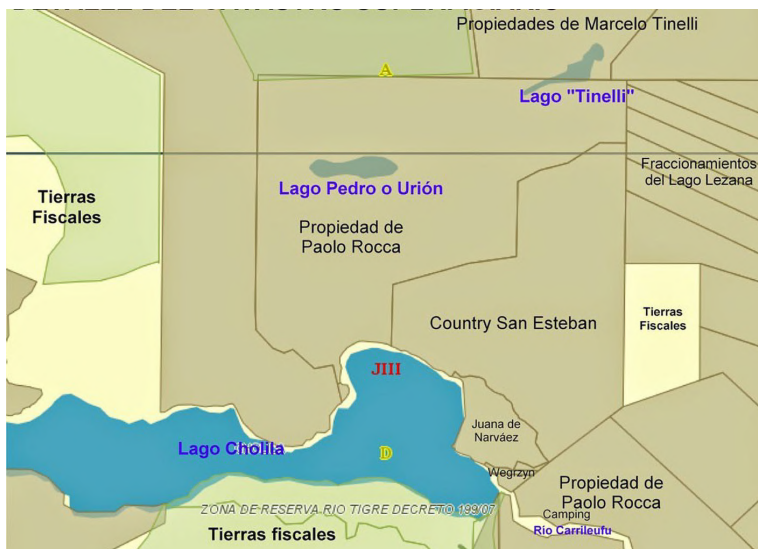 Propiedades de Marcelo Tinelli
A
Lago "Tinelli"
Fraccionamientos
del Lago Lezana
Lago Pedro o Urión
Tierras
Fiscales
Propiedad de
Paolo Rocca
Tierras
Fiscales
Country San Esteban
JIII
Juana de
Narváez
Lago Cholila
D
Wegrzyn
Propiedad de
Paolo Rocca
ZONA DE RESERVA RIO TIGRE DECRETO 199/07
Camping
Río Carrileufu
Tierras fiscales